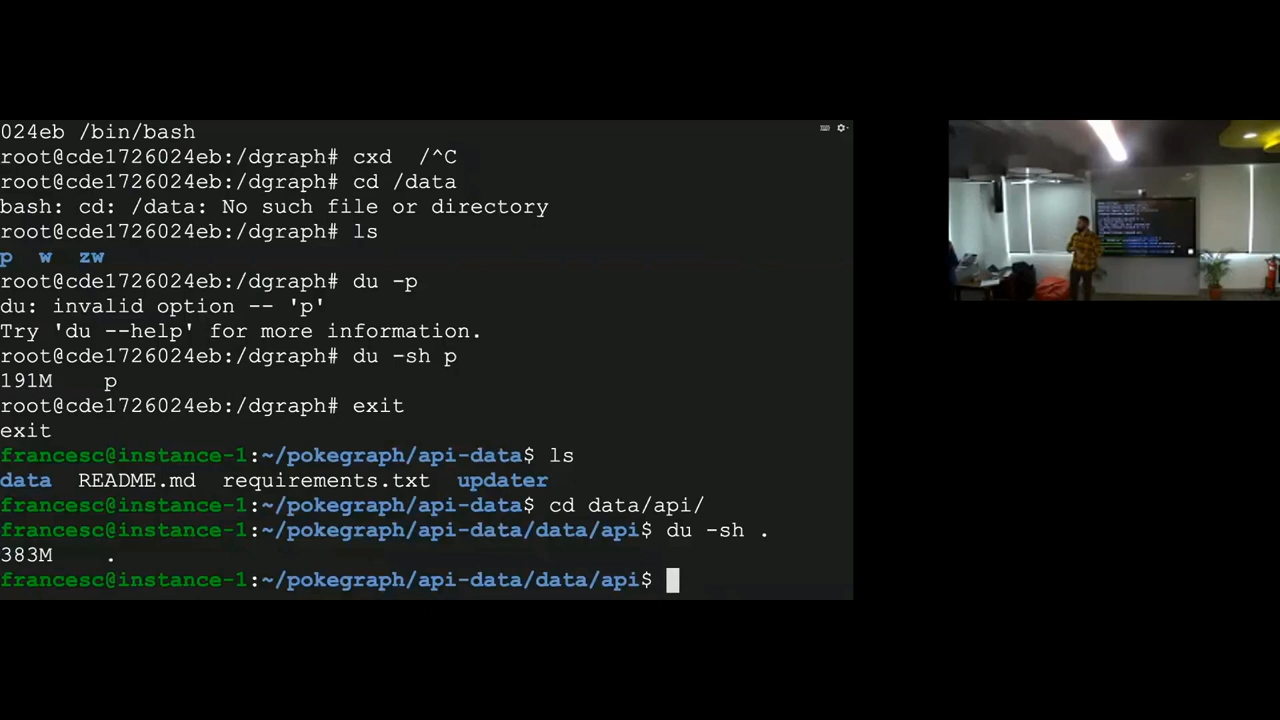 024eb /bin/bash
root@cde1726024eb:/dgraph# cxd  /^C
root@cde1726024eb:/dgraph# cd /data
bash: cd: /data: No such file or directory
root@cde1726024eb:/dgraph# ls
p  w  zw
root@cde1726024eb:/dgraph# du -p
du: invalid option -- 'p'
Try 'du --help' for more information.
root@cde1726024eb:/dgraph# du -sh p
191M    p
root@cde1726024eb:/dgraph# exit
exit
francesc@instance-1:~/pokegraph/api-data$ ls
data  README.md  requirements.txt  updater
francesc@instance-1:~/pokegraph/api-data$ cd data/api/
francesc@instance-1:~/pokegraph/api-data/data/api$ du -sh .
383M    .
francesc@instance-1:~/pokegraph/api-data/data/api$